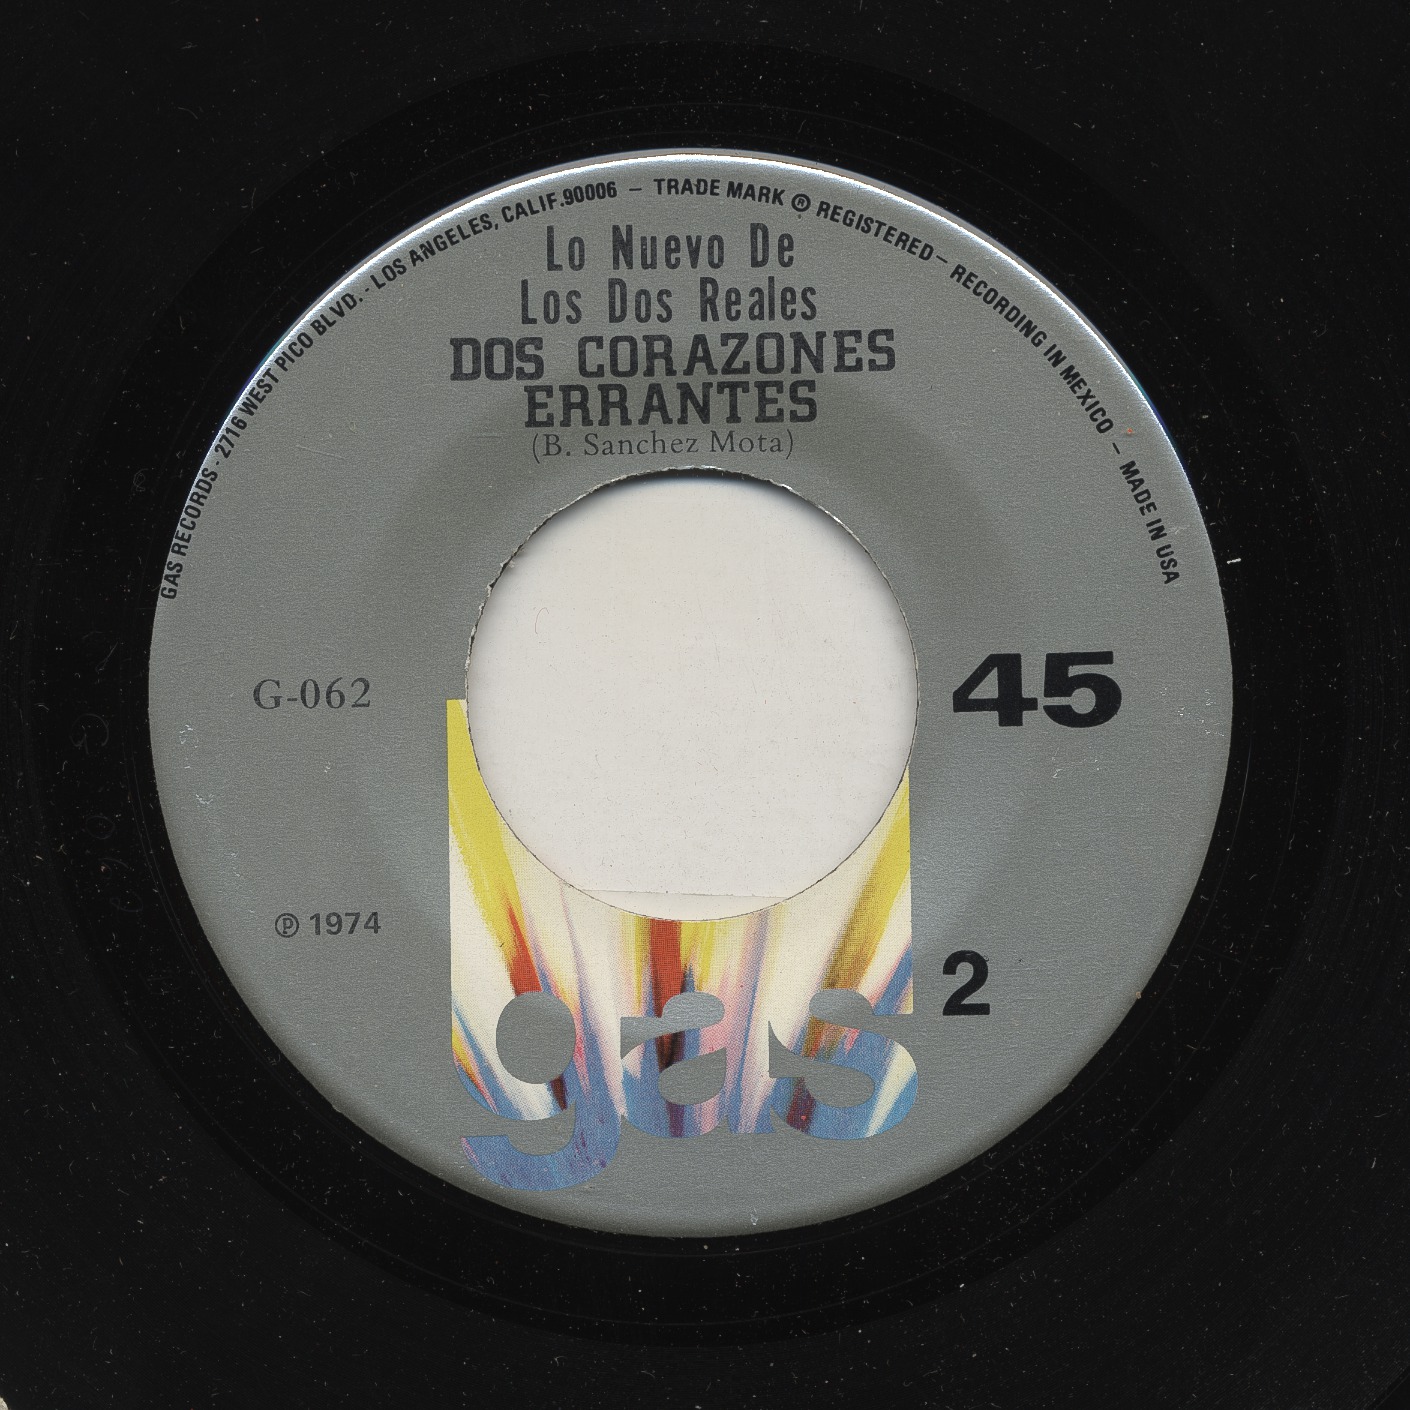 GAS RECORDS - 2716 WEST PICO BLVD. - LOS ANGELES, CALIF. 90006 – TRADE MARK ® REGISTERED – RECORDING IN MEXICO – MADE IN USA
Lo Nuevo De
Los Dos Reales
DOS CORAZONES
ERRANTES
(B. Sanchez Mota)
G-062
45
℗ 1974
2
gas